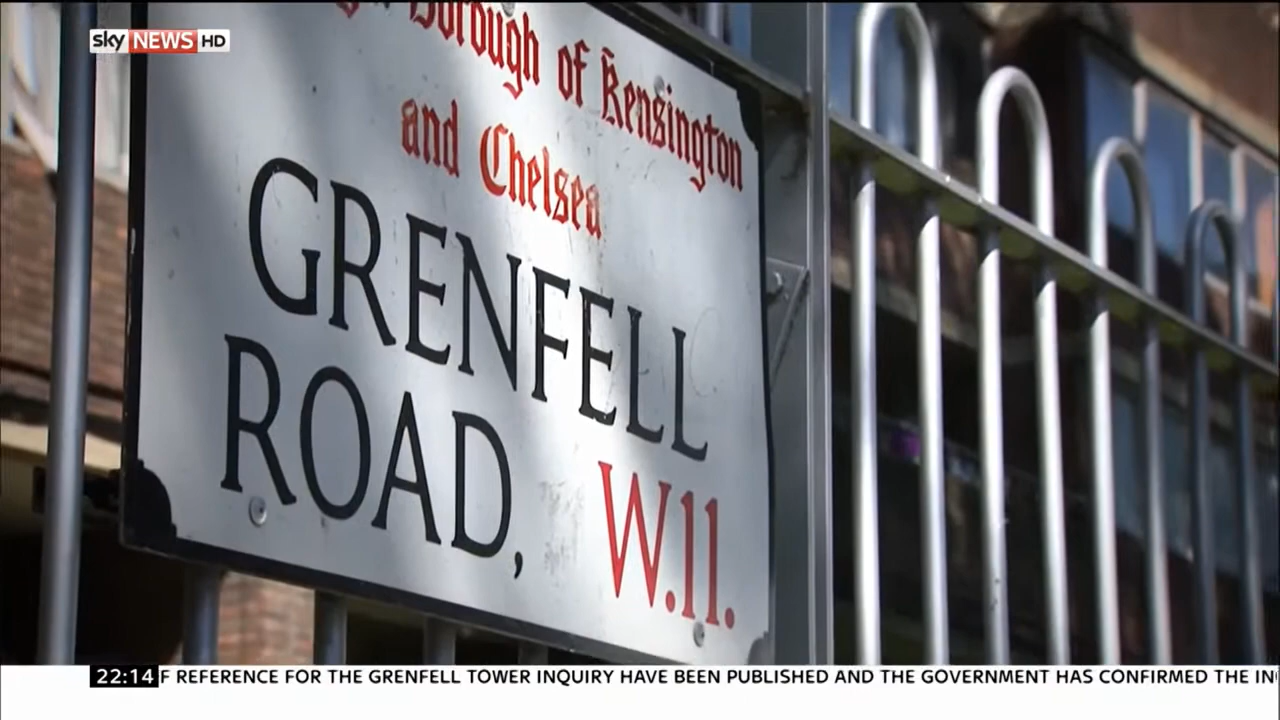 sky NEWS HD
Borough of Kensington
and Chelsea
GRENFELL
ROAD, W.11.
22:14 F REFERENCE FOR THE GRENFELL TOWER INQUIRY HAVE BEEN PUBLISHED AND THE GOVERNMENT HAS CONFIRMED THE IN